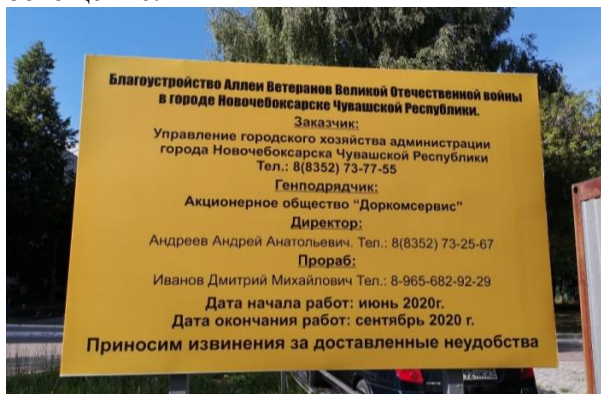 Благоустройство Аллеи Ветеранов Великой Отечественной войны
в городе Новочебоксарске Чувашской Республики.
Заказчик:
Управление городского хозяйства администрации
города Новочебоксарска Чувашской Республики
Тел.: 8(8352) 73-77-55
Генподрядчик:
Акционерное общество "Доркомсервис"
Директор:
Андреев Андрей Анатольевич. Тел.: 8(8352) 73-25-67
Прораб:
Иванов Дмитрий Михайлович Тел.: 8-965-682-92-29
Дата начала работ: июнь 2020г.
Дата окончания работ: сентябрь 2020 г.
Приносим извинения за доставленные неудобства